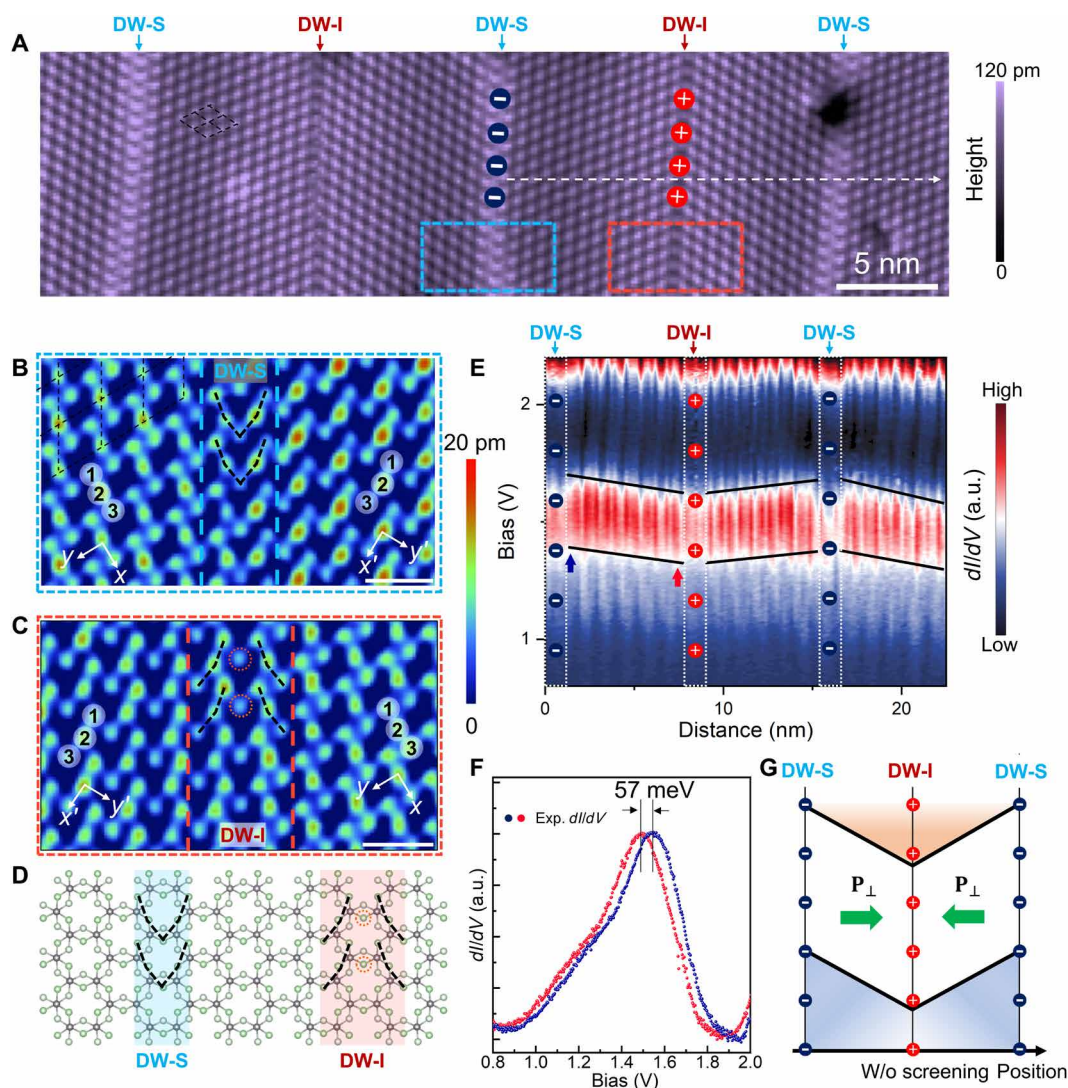 DW-S DW-I DW-S DW-I DW-S
A
120 pm
Height
0
5 nm
B
DW-S
1
2
3
y
x
1
2
3
x'
y'
20 pm
0
C
1
2
3
x'
y'
DW-I
1
2
3
y
x
D
DW-S DW-I
DW-S DW-I DW-S
E
2
1
Bias (V)
0 10 20
Distance (nm)
High
dI/dV (a.u.)
Low
F
57 meV
Exp. dI/dV
dI/dV (a.u.)
0.8 1.0 1.2 1.4 1.6 1.8 2.0
Bias (V)
G
DW-S DW-I DW-S
P⊥ P⊥
W/o screening Position